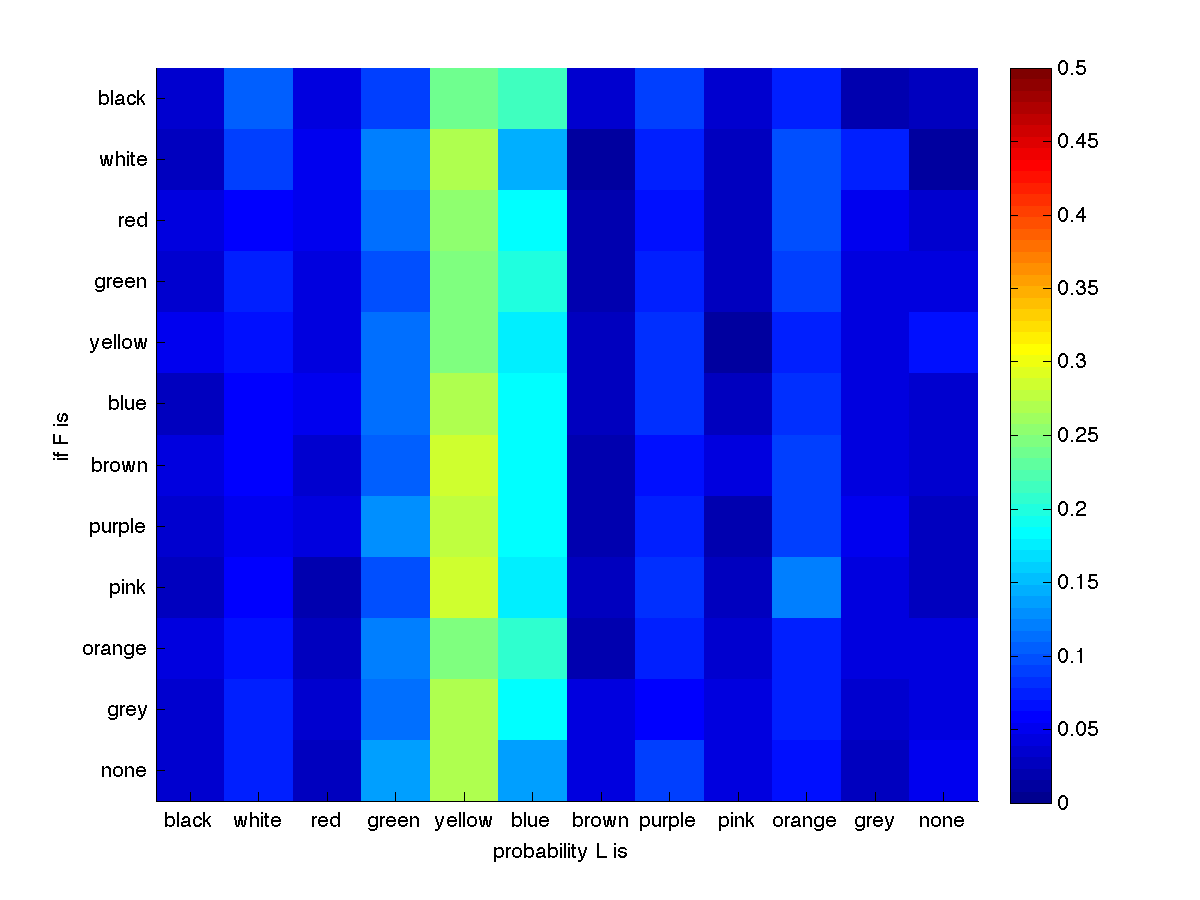 black
white
red
green
yellow
blue
brown
purple
pink
orange
grey
none
if F is
black white red green yellow blue brown purple pink orange grey none
probability L is
0.5
0.45
0.4
0.35
0.3
0.25
0.2
0.15
0.1
0.05
0